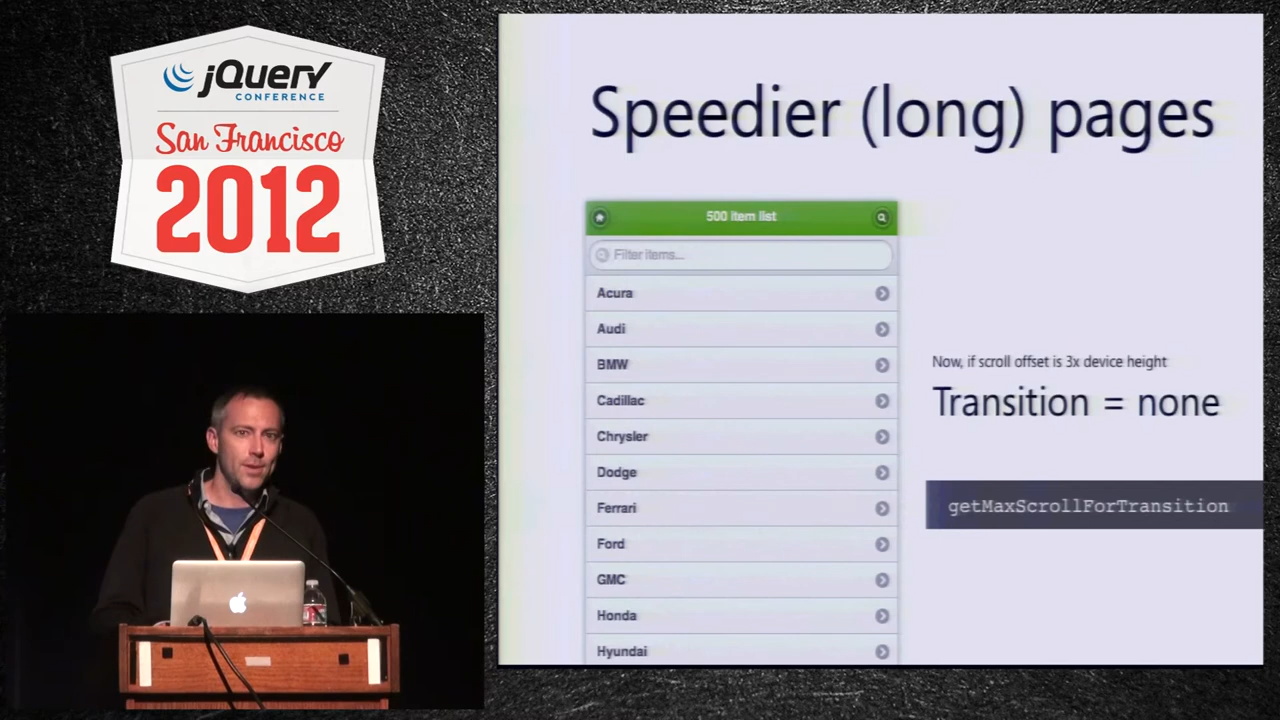 jQuery
CONFERENCE
San Francisco
2012
Speedier (long) pages
500 item list
Filter items...
Acura
Audi
BMW
Cadillac
Chrysler
Dodge
Ferrari
Ford
GMC
Honda
Hyundai
Now, if scroll offset is 3x device height
Transition = none
getMaxScrollForTransition